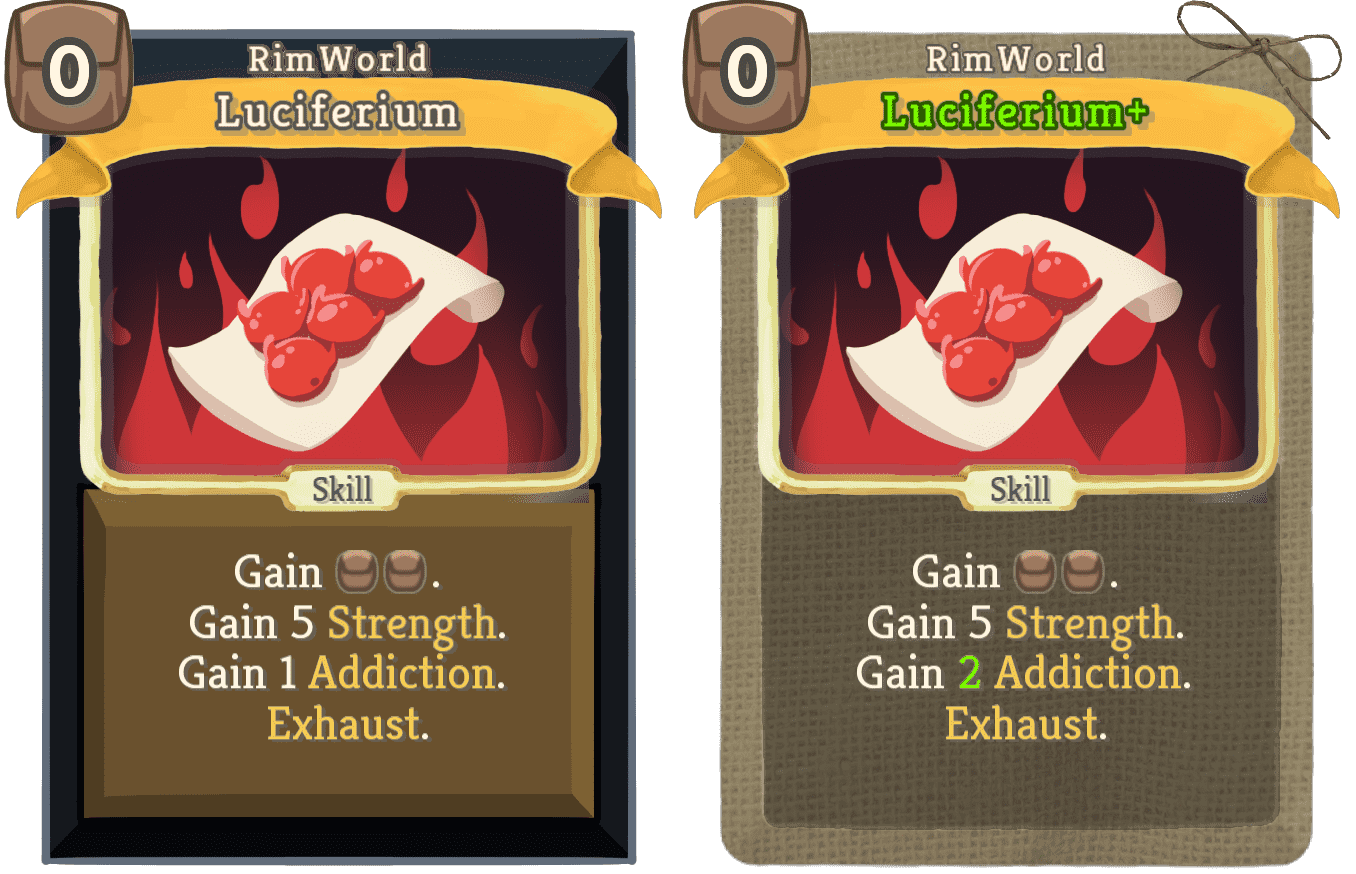 0
RimWorld
Luciferium
Skill
Gain .
Gain 5 Strength.
Gain 1 Addiction.
Exhaust.
0
RimWorld
Luciferium+
Skill
Gain .
Gain 5 Strength.
Gain 2 Addiction.
Exhaust.